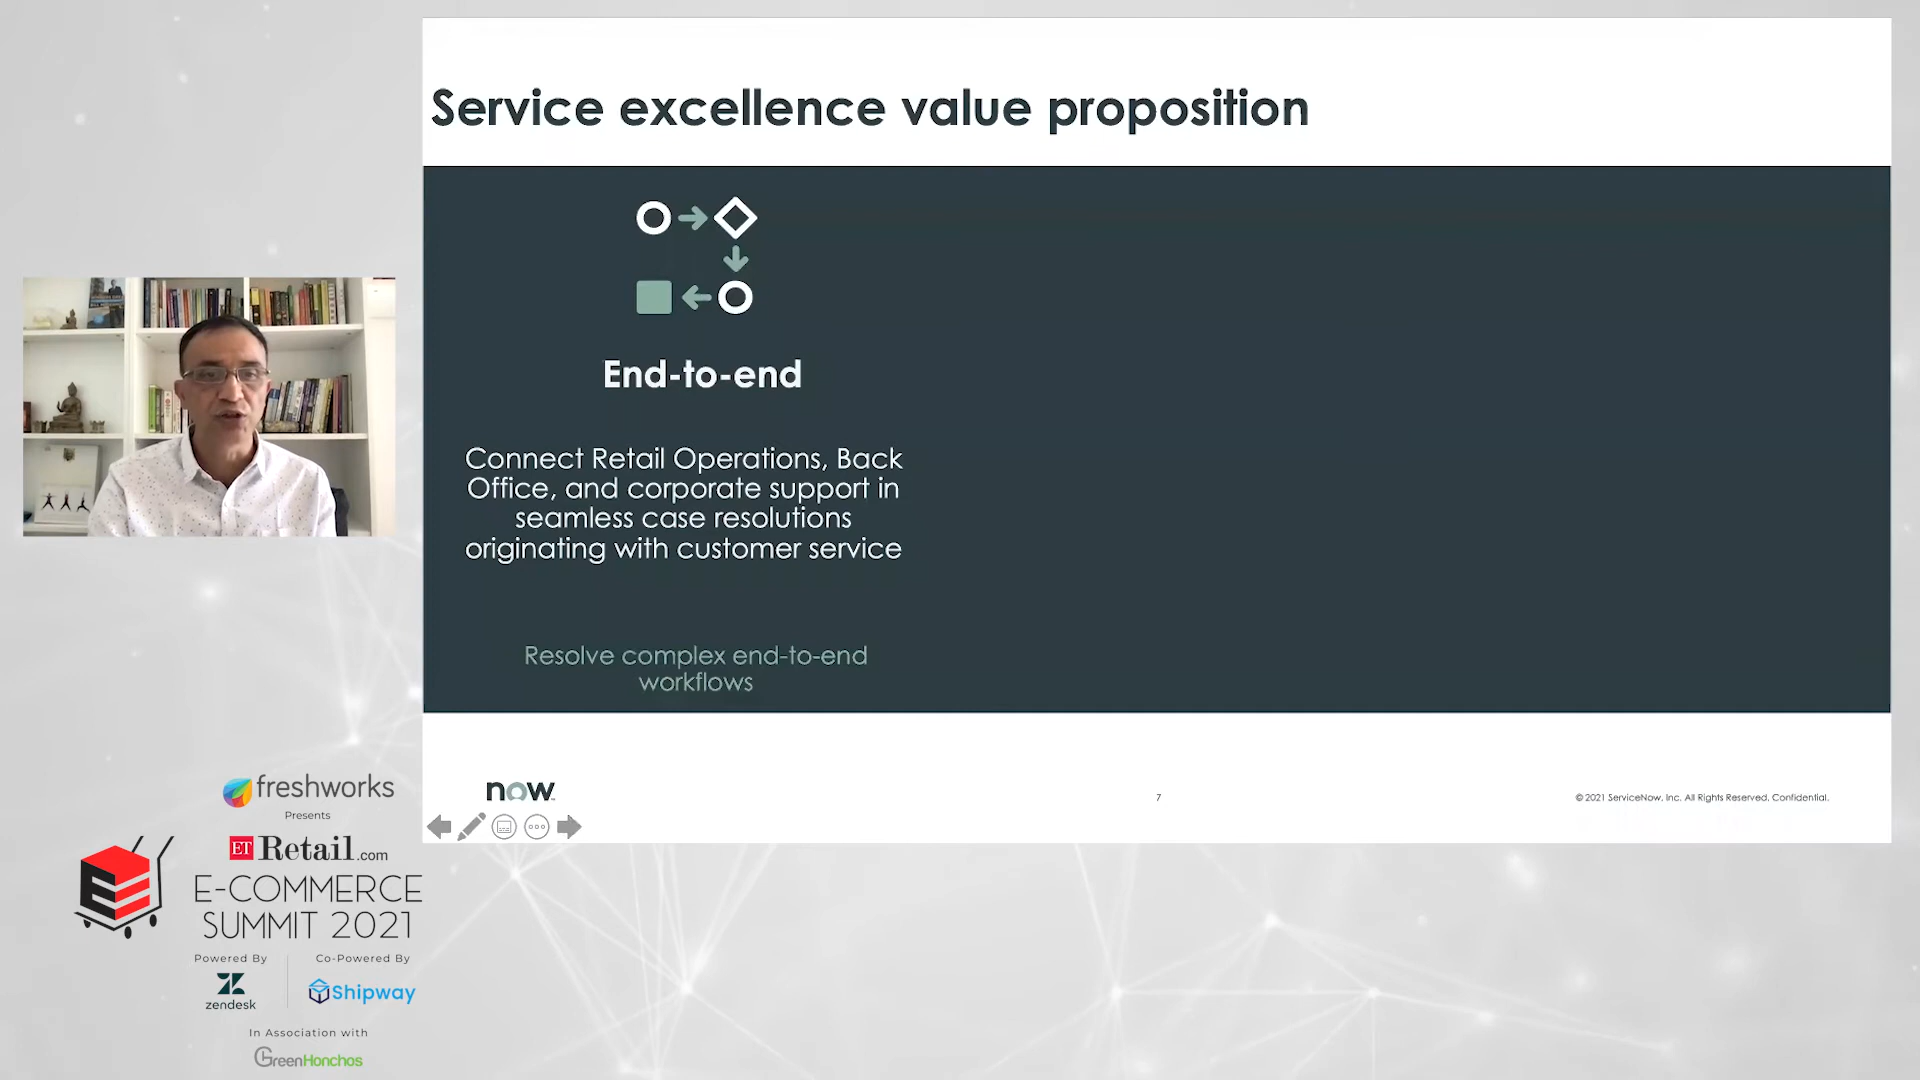 Service excellence value proposition
End-to-end
Connect Retail Operations, Back
Office, and corporate support in
seamless case resolutions
originating with customer service
Resolve complex end-to-end
workflows
now
7
© 2021 ServiceNow, Inc. All Rights Reserved. Confidential.
freshworks
Presents
ET Retail.com
E-COMMERCE
SUMMIT 2021
Powered By
Co-Powered By
zendesk
Shipway
In Association with
GreenHonchos